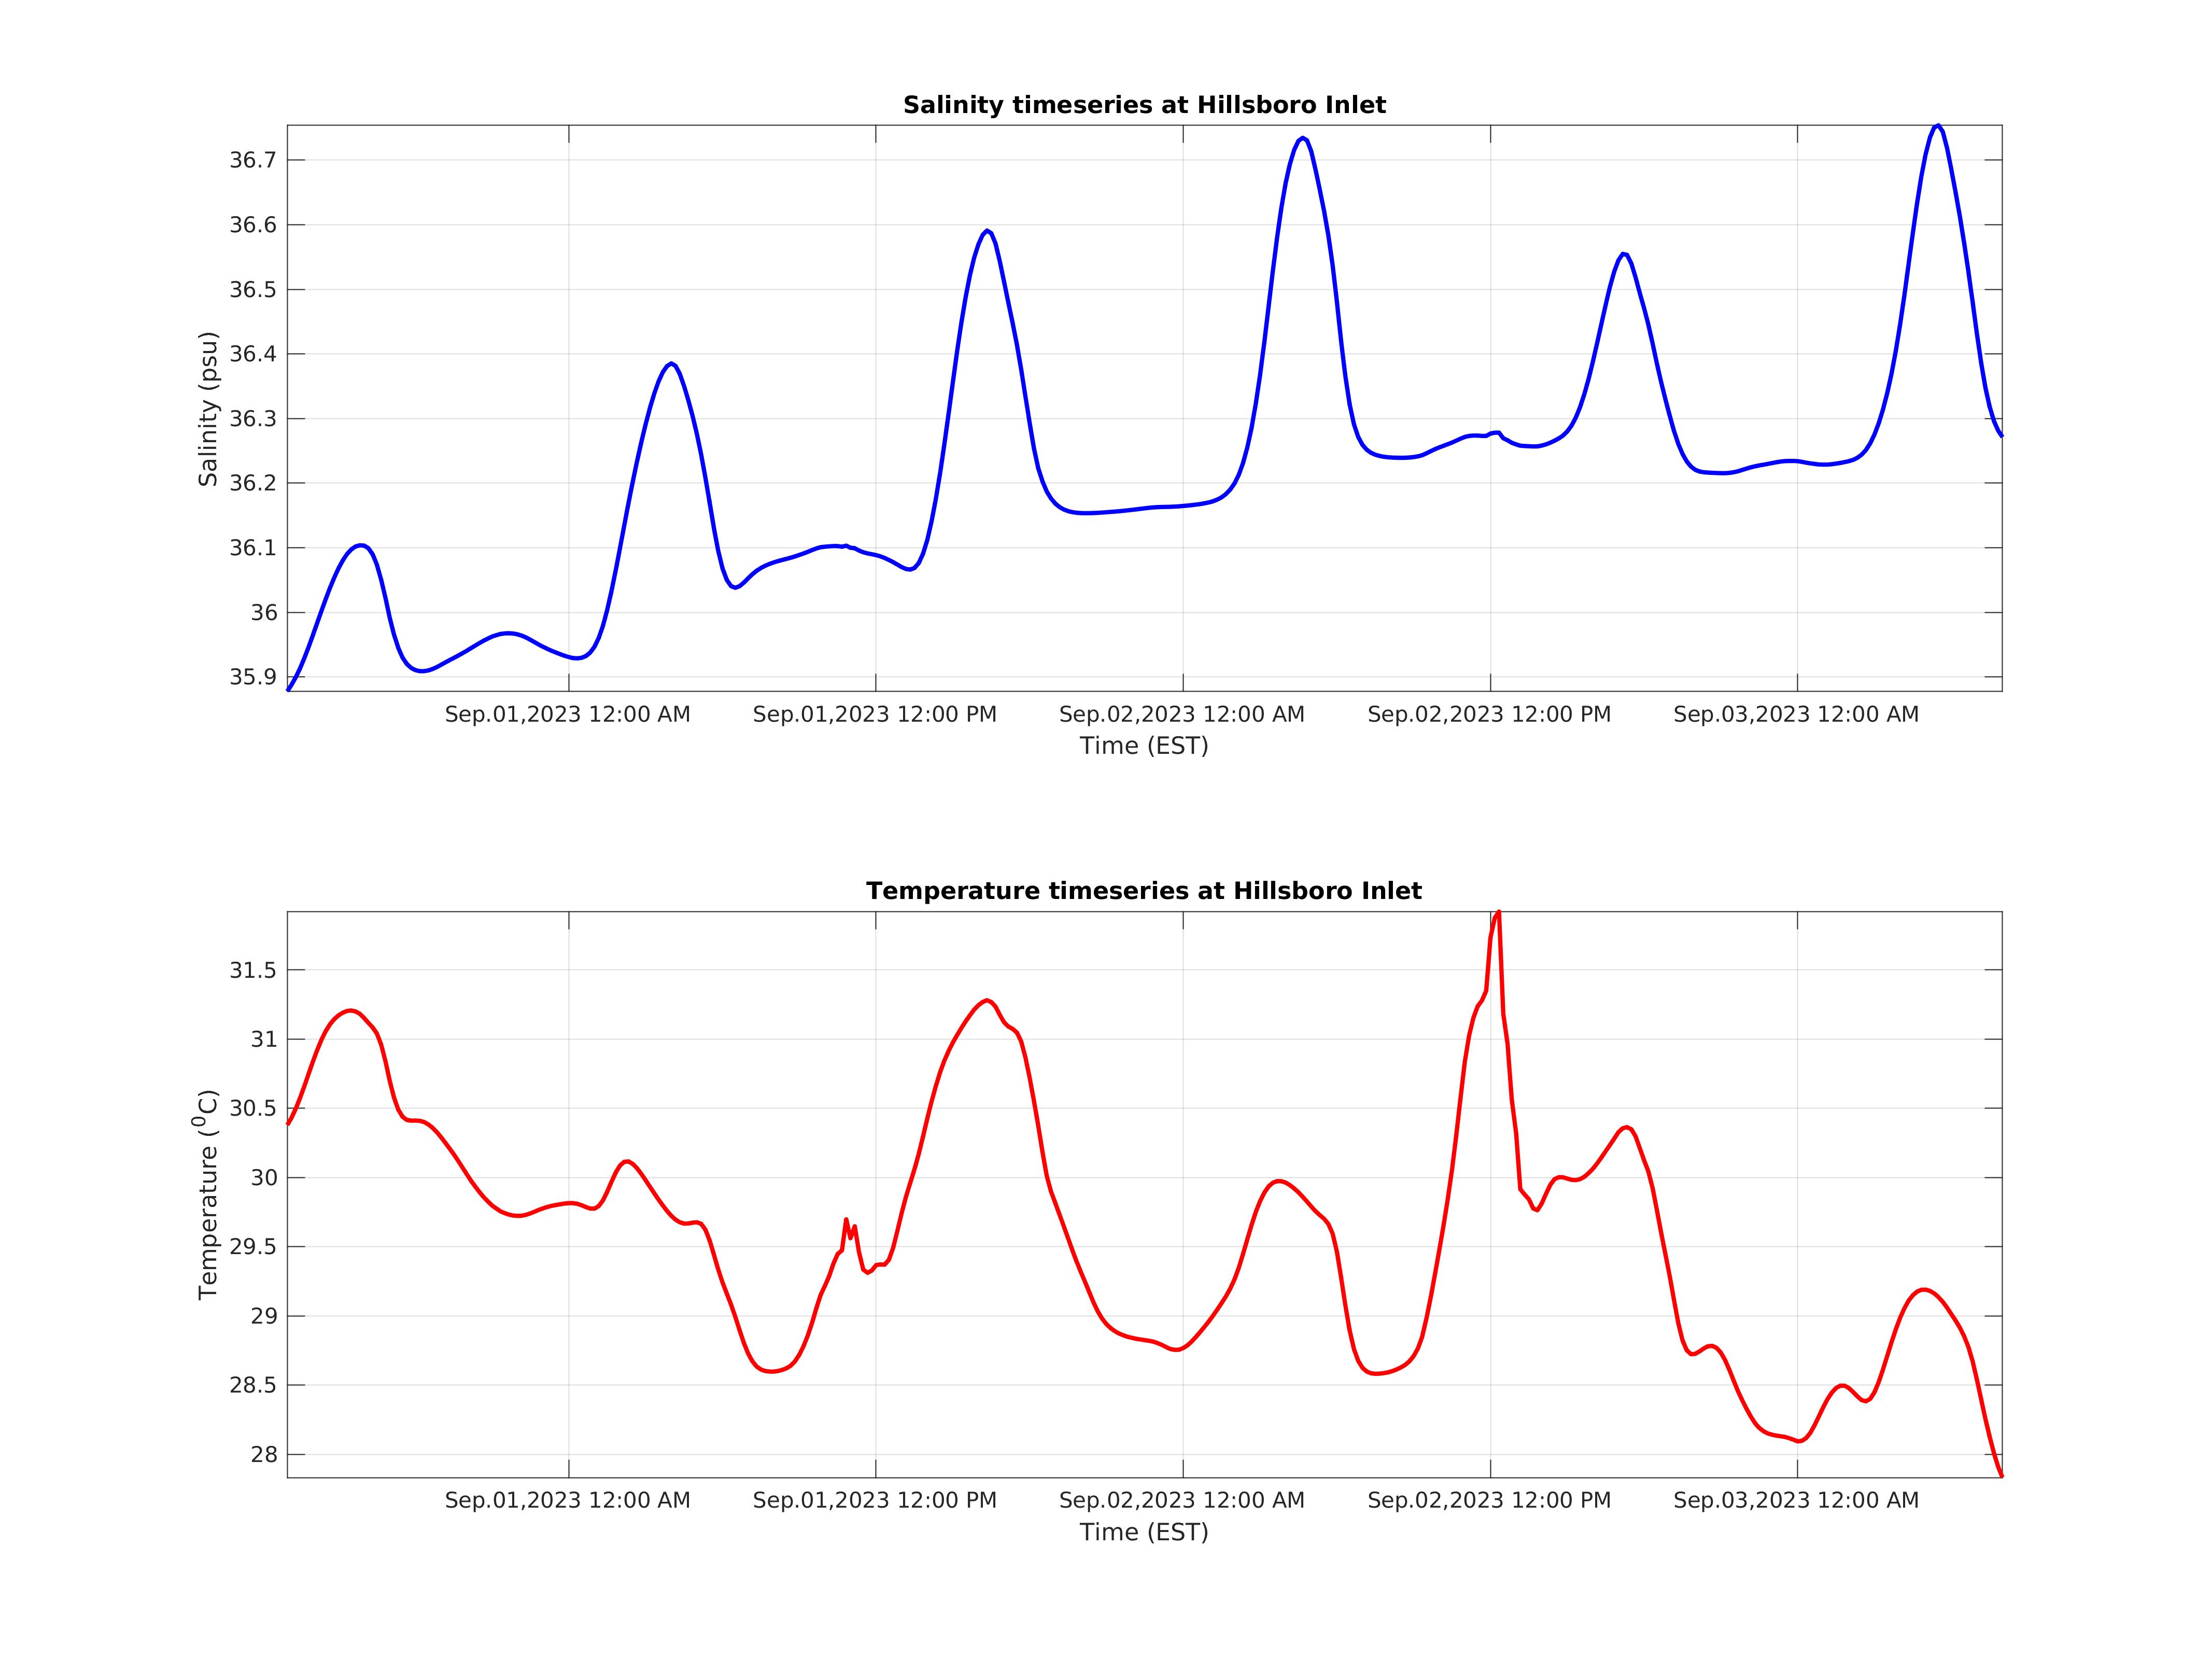 Salinity timeseries at Hillsboro Inlet
36.7
36.6
36.5
36.4
36.3
36.2
36.1
36
35.9
Salinity (psu)
Sep.01,2023 12:00 AM Sep.01,2023 12:00 PM Sep.02,2023 12:00 AM Sep.02,2023 12:00 PM Sep.03,2023 12:00 AM
Time (EST)
Temperature timeseries at Hillsboro Inlet
31.5
31
30.5
30
29.5
29
28.5
28
Temperature (⁰C)
Sep.01,2023 12:00 AM Sep.01,2023 12:00 PM Sep.02,2023 12:00 AM Sep.02,2023 12:00 PM Sep.03,2023 12:00 AM
Time (EST)